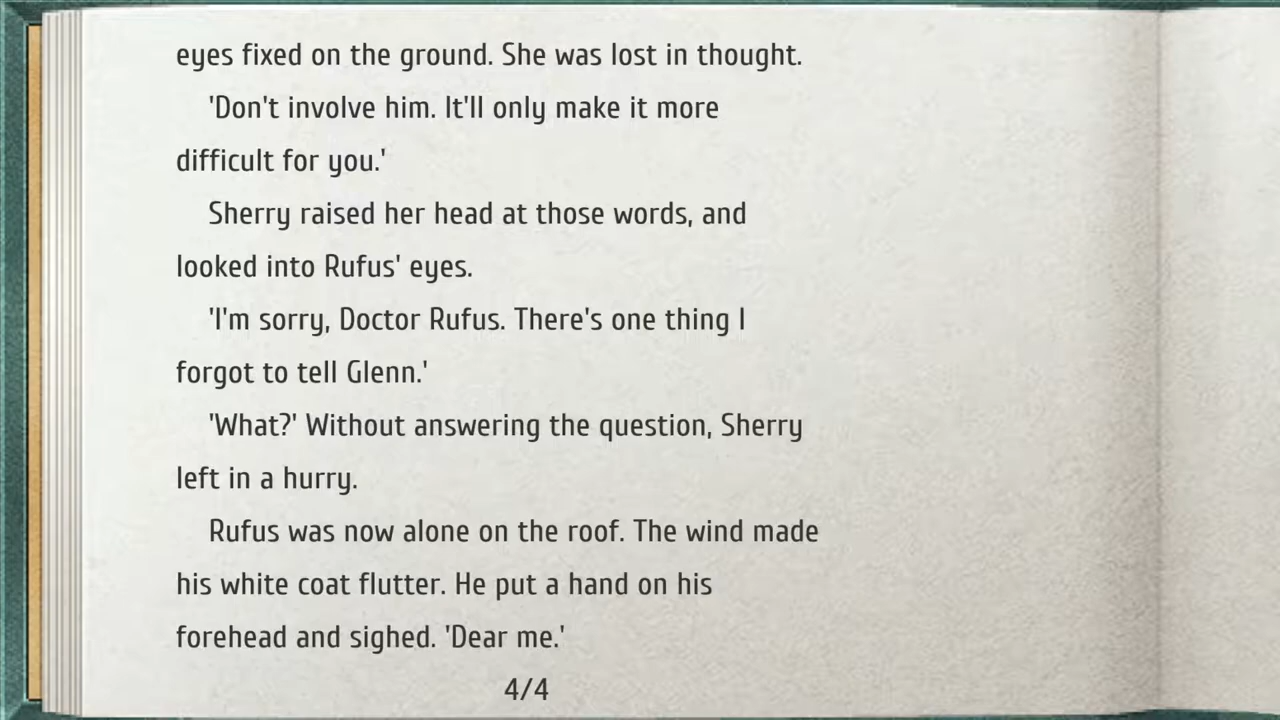 eyes fixed on the ground. She was lost in thought.
'Don't involve him. It'll only make it more
difficult for you.'
Sherry raised her head at those words, and
looked into Rufus' eyes.
'I'm sorry, Doctor Rufus. There's one thing I
forgot to tell Glenn.'
'What?' Without answering the question, Sherry
left in a hurry.
Rufus was now alone on the roof. The wind made
his white coat flutter. He put a hand on his
forehead and sighed. 'Dear me.'
4/4